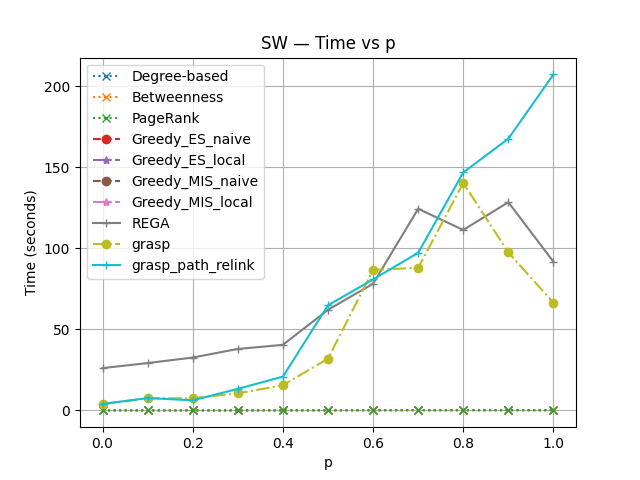 SW — Time vs p
Degree-based
Betweenness
PageRank
Greedy_ES_naive
Greedy_ES_local
Greedy_MIS_naive
Greedy_MIS_local
REGA
grasp
grasp_path_relink
Time (seconds)
200
150
100
50
0
0.0 0.2 0.4 0.6 0.8 1.0
p